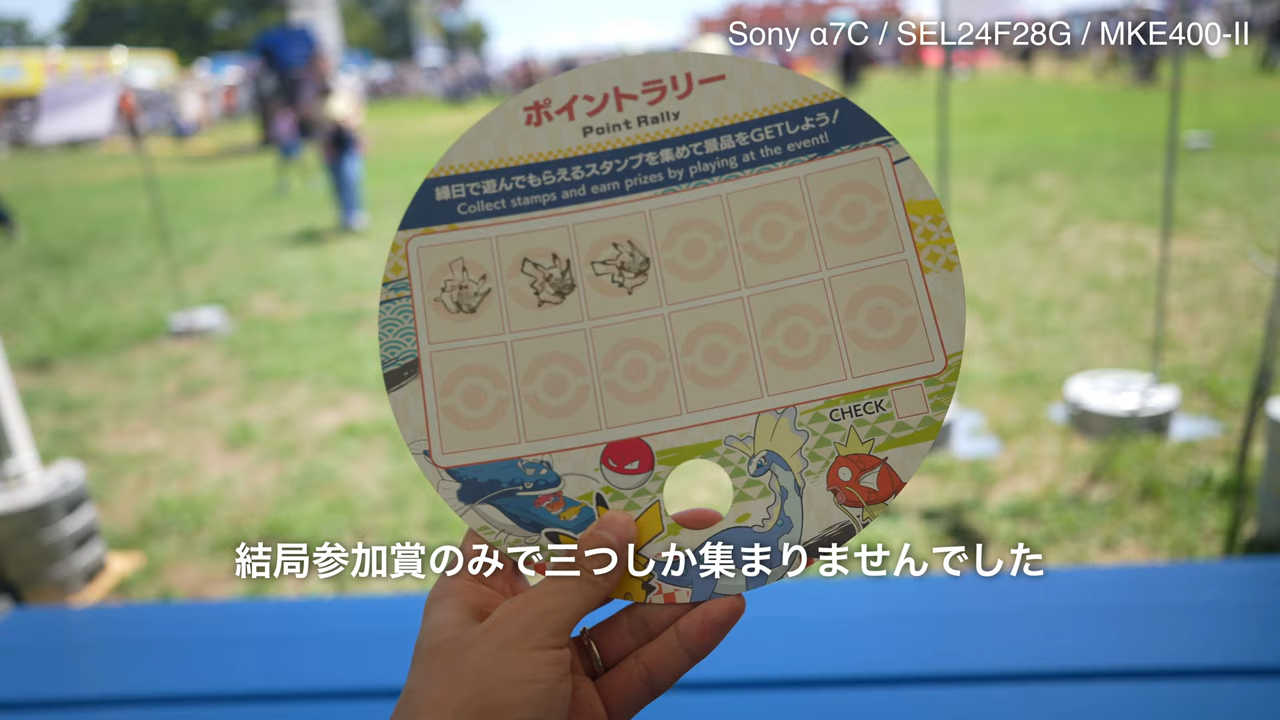 Sony α7C / SEL24F28G / MKE400-II
ポイントラリー
Point Rally
縁日で遊んでもらえるスタンプを集めて景品をGETしよう!
Collect stamps and earn prizes by playing at the event!
CHECK
結局参加賞のみで三つしか集まりませんでした